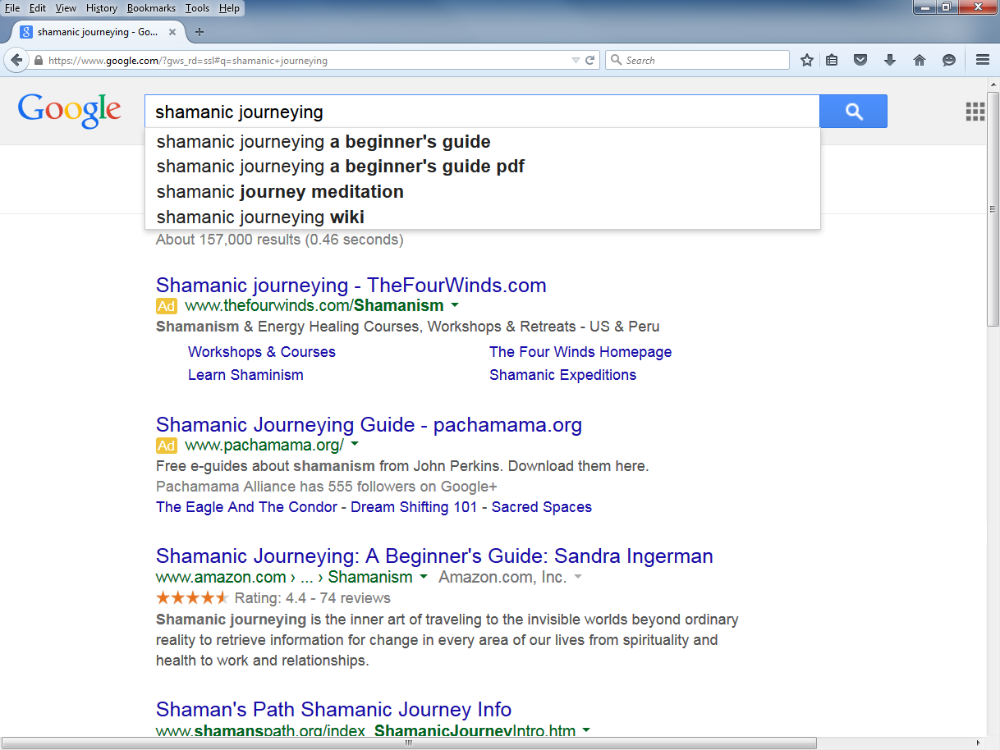 File Edit View History Bookmarks Tools Help
shamanic journeying - Go...
https://www.google.com/?gws_rd=ssl#q=shamanic+journeying
Search
Google
shamanic journeying
shamanic journeying a beginner's guide
shamanic journeying a beginner's guide pdf
shamanic journey meditation
shamanic journeying wiki
About 157,000 results (0.46 seconds)
Shamanic journeying - TheFourWinds.com
Ad www.thefourwinds.com/Shamanism
Shamanism & Energy Healing Courses, Workshops & Retreats - US & Peru
Workshops & Courses The Four Winds Homepage
Learn Shaminism Shamanic Expeditions
Shamanic Journeying Guide - pachamama.org
Ad www.pachamama.org/
Free e-guides about shamanism from John Perkins. Download them here.
Pachamama Alliance has 555 followers on Google+
The Eagle And The Condor - Dream Shifting 101 - Sacred Spaces
Shamanic Journeying: A Beginner's Guide: Sandra Ingerman
www.amazon.com › ... › Shamanism Amazon.com, Inc.
Rating: 4.4 - 74 reviews
Shamanic journeying is the inner art of traveling to the invisible worlds beyond ordinary
reality to retrieve information for change in every area of our lives from spirituality and
health to work and relationships.
Shaman's Path Shamanic Journey Info
www.shamanspath.org/index_ShamanicJourneyIntro.htm